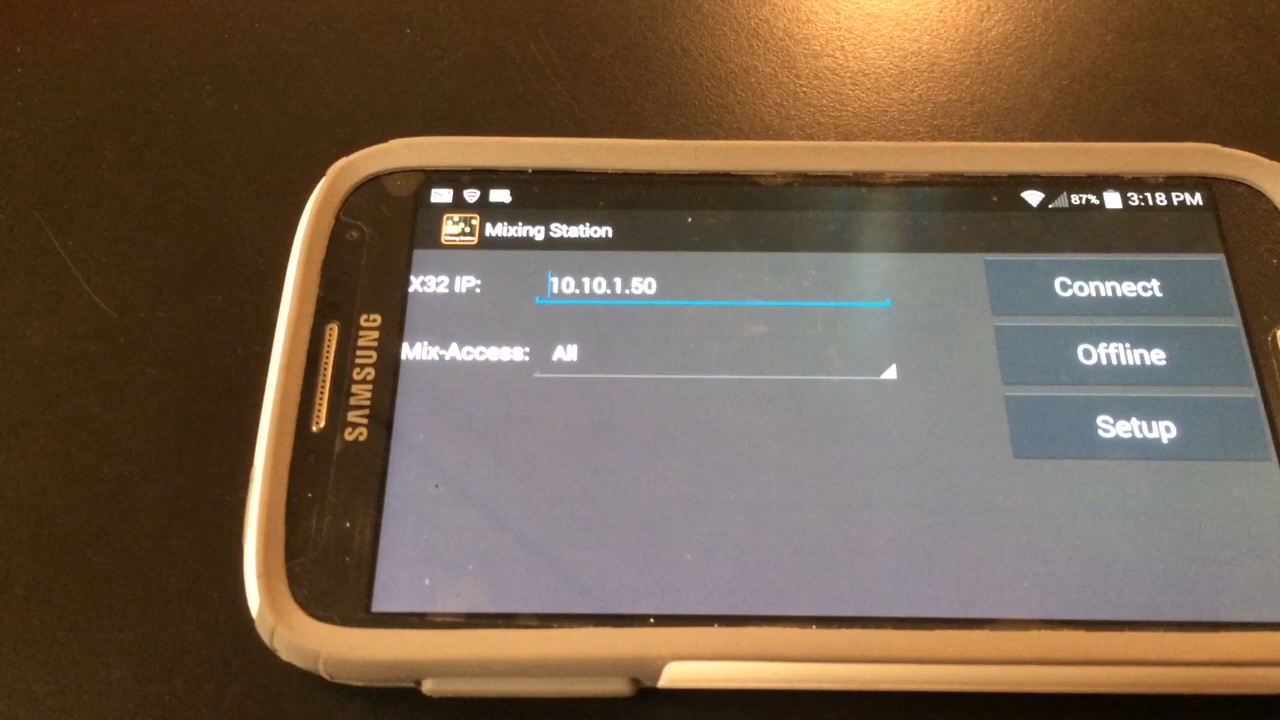 87% 3:18 PM
Mixing Station
X32 IP: 10.10.1.50 Connect
Mix-Access: All Offline
Setup
SAMSUNG